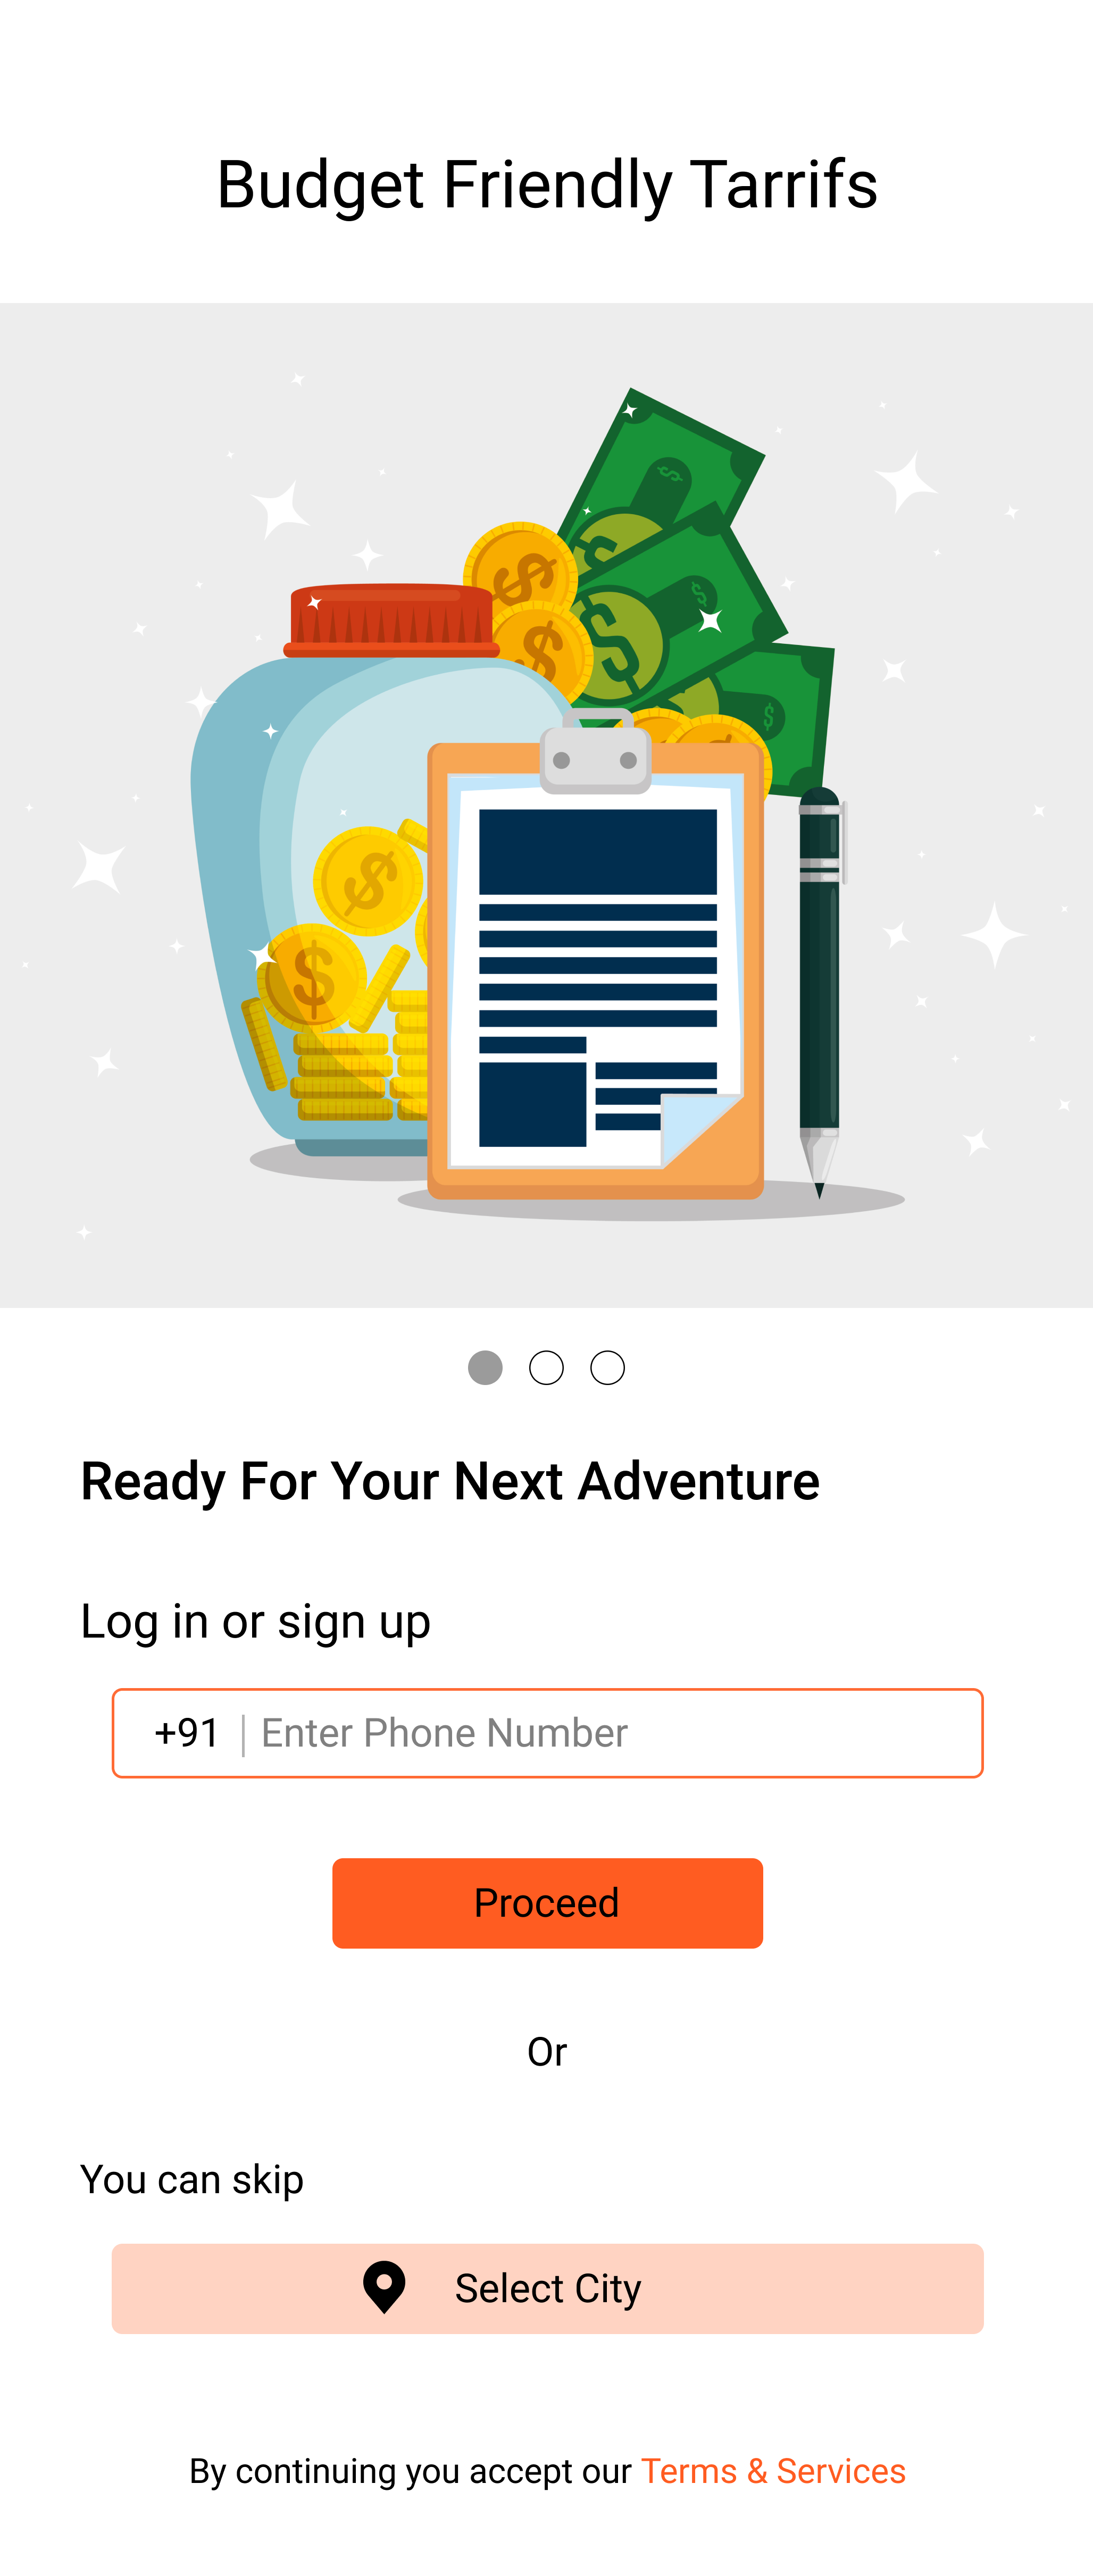 Budget Friendly Tarrifs
Ready For Your Next Adventure
Log in or sign up
+91 Enter Phone Number
Proceed
Or
You can skip
Select City
By continuing you accept our Terms & Services